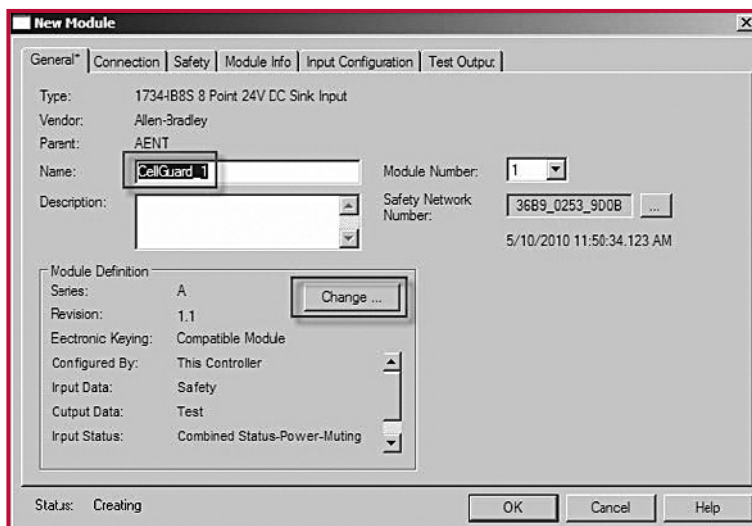 New Module
General* Connection Safety Module Info Input Configuration Test Output
Type: 1734-IB8S 8 Point 24V DC Sink Input
Vendor: Allen-Bradley
Parent: AENT
Name: CellGuard_1 Module Number: 1
Description: Safety Network Number: 36B9_0253_9D0B ...
5/10/2010 11:50:34.123 AM
Module Definition
Series: A Change ...
Revision: 1.1
Electronic Keying: Compatible Module
Configured By: This Controller
Input Data: Safety
Output Data: Test
Input Status: Combined Status-Power-Muting
Status: Creating OK Cancel Help